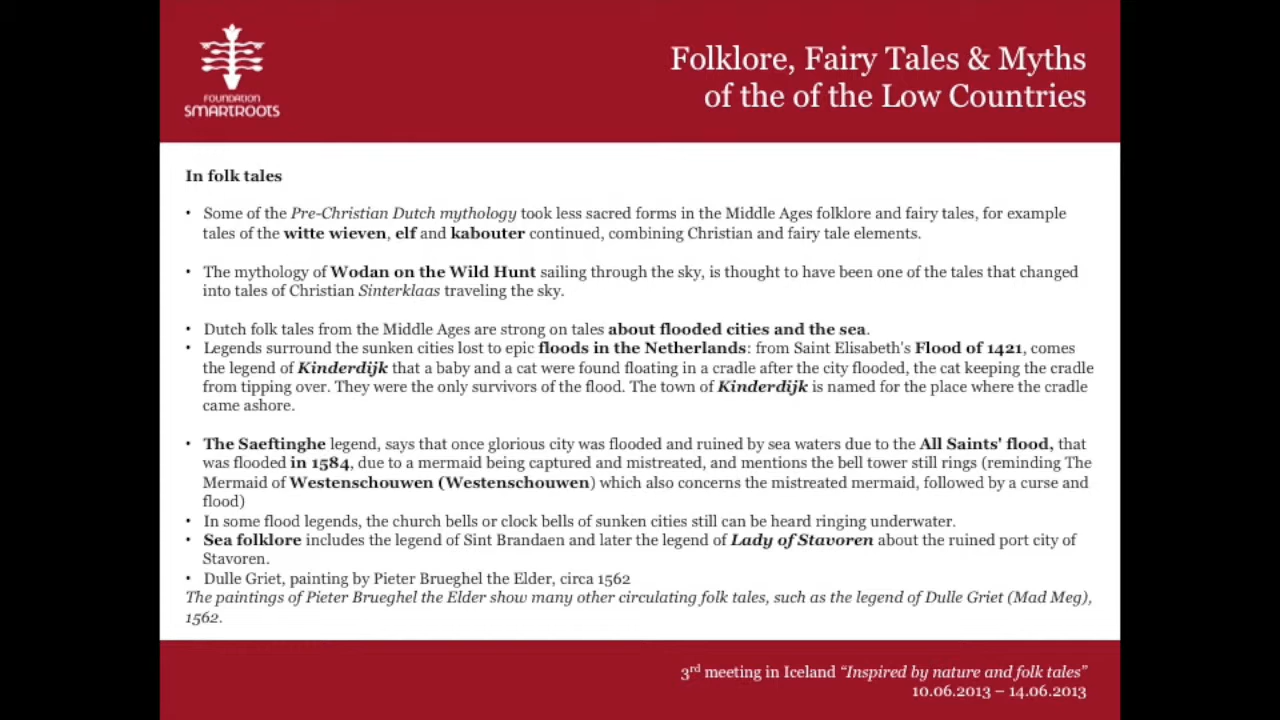 FOUNDATION
SMARTROOTS
Folklore, Fairy Tales & Myths
of the of the Low Countries
In folk tales
• Some of the Pre-Christian Dutch mythology took less sacred forms in the Middle Ages folklore and fairy tales, for example
tales of the witte wieven, elf and kabouter continued, combining Christian and fairy tale elements.
• The mythology of Wodan on the Wild Hunt sailing through the sky, is thought to have been one of the tales that changed
into tales of Christian Sinterklaas traveling the sky.
• Dutch folk tales from the Middle Ages are strong on tales about flooded cities and the sea.
• Legends surround the sunken cities lost to epic floods in the Netherlands: from Saint Elisabeth's Flood of 1421, comes
the legend of Kinderdijk that a baby and a cat were found floating in a cradle after the city flooded, the cat keeping the cradle
from tipping over. They were the only survivors of the flood. The town of Kinderdijk is named for the place where the cradle
came ashore.
• The Saeftinghe legend, says that once glorious city was flooded and ruined by sea waters due to the All Saints' flood, that
was flooded in 1584, due to a mermaid being captured and mistreated, and mentions the bell tower still rings (reminding The
Mermaid of Westenschouwen (Westenschouwen) which also concerns the mistreated mermaid, followed by a curse and
flood)
• In some flood legends, the church bells or clock bells of sunken cities still can be heard ringing underwater.
• Sea folklore includes the legend of Sint Brandaen and later the legend of Lady of Stavoren about the ruined port city of
Stavoren.
• Dulle Griet, painting by Pieter Brueghel the Elder, circa 1562
The paintings of Pieter Brueghel the Elder show many other circulating folk tales, such as the legend of Dulle Griet (Mad Meg),
1562.
3rd meeting in Iceland “Inspired by nature and folk tales”
10.06.2013 – 14.06.2013